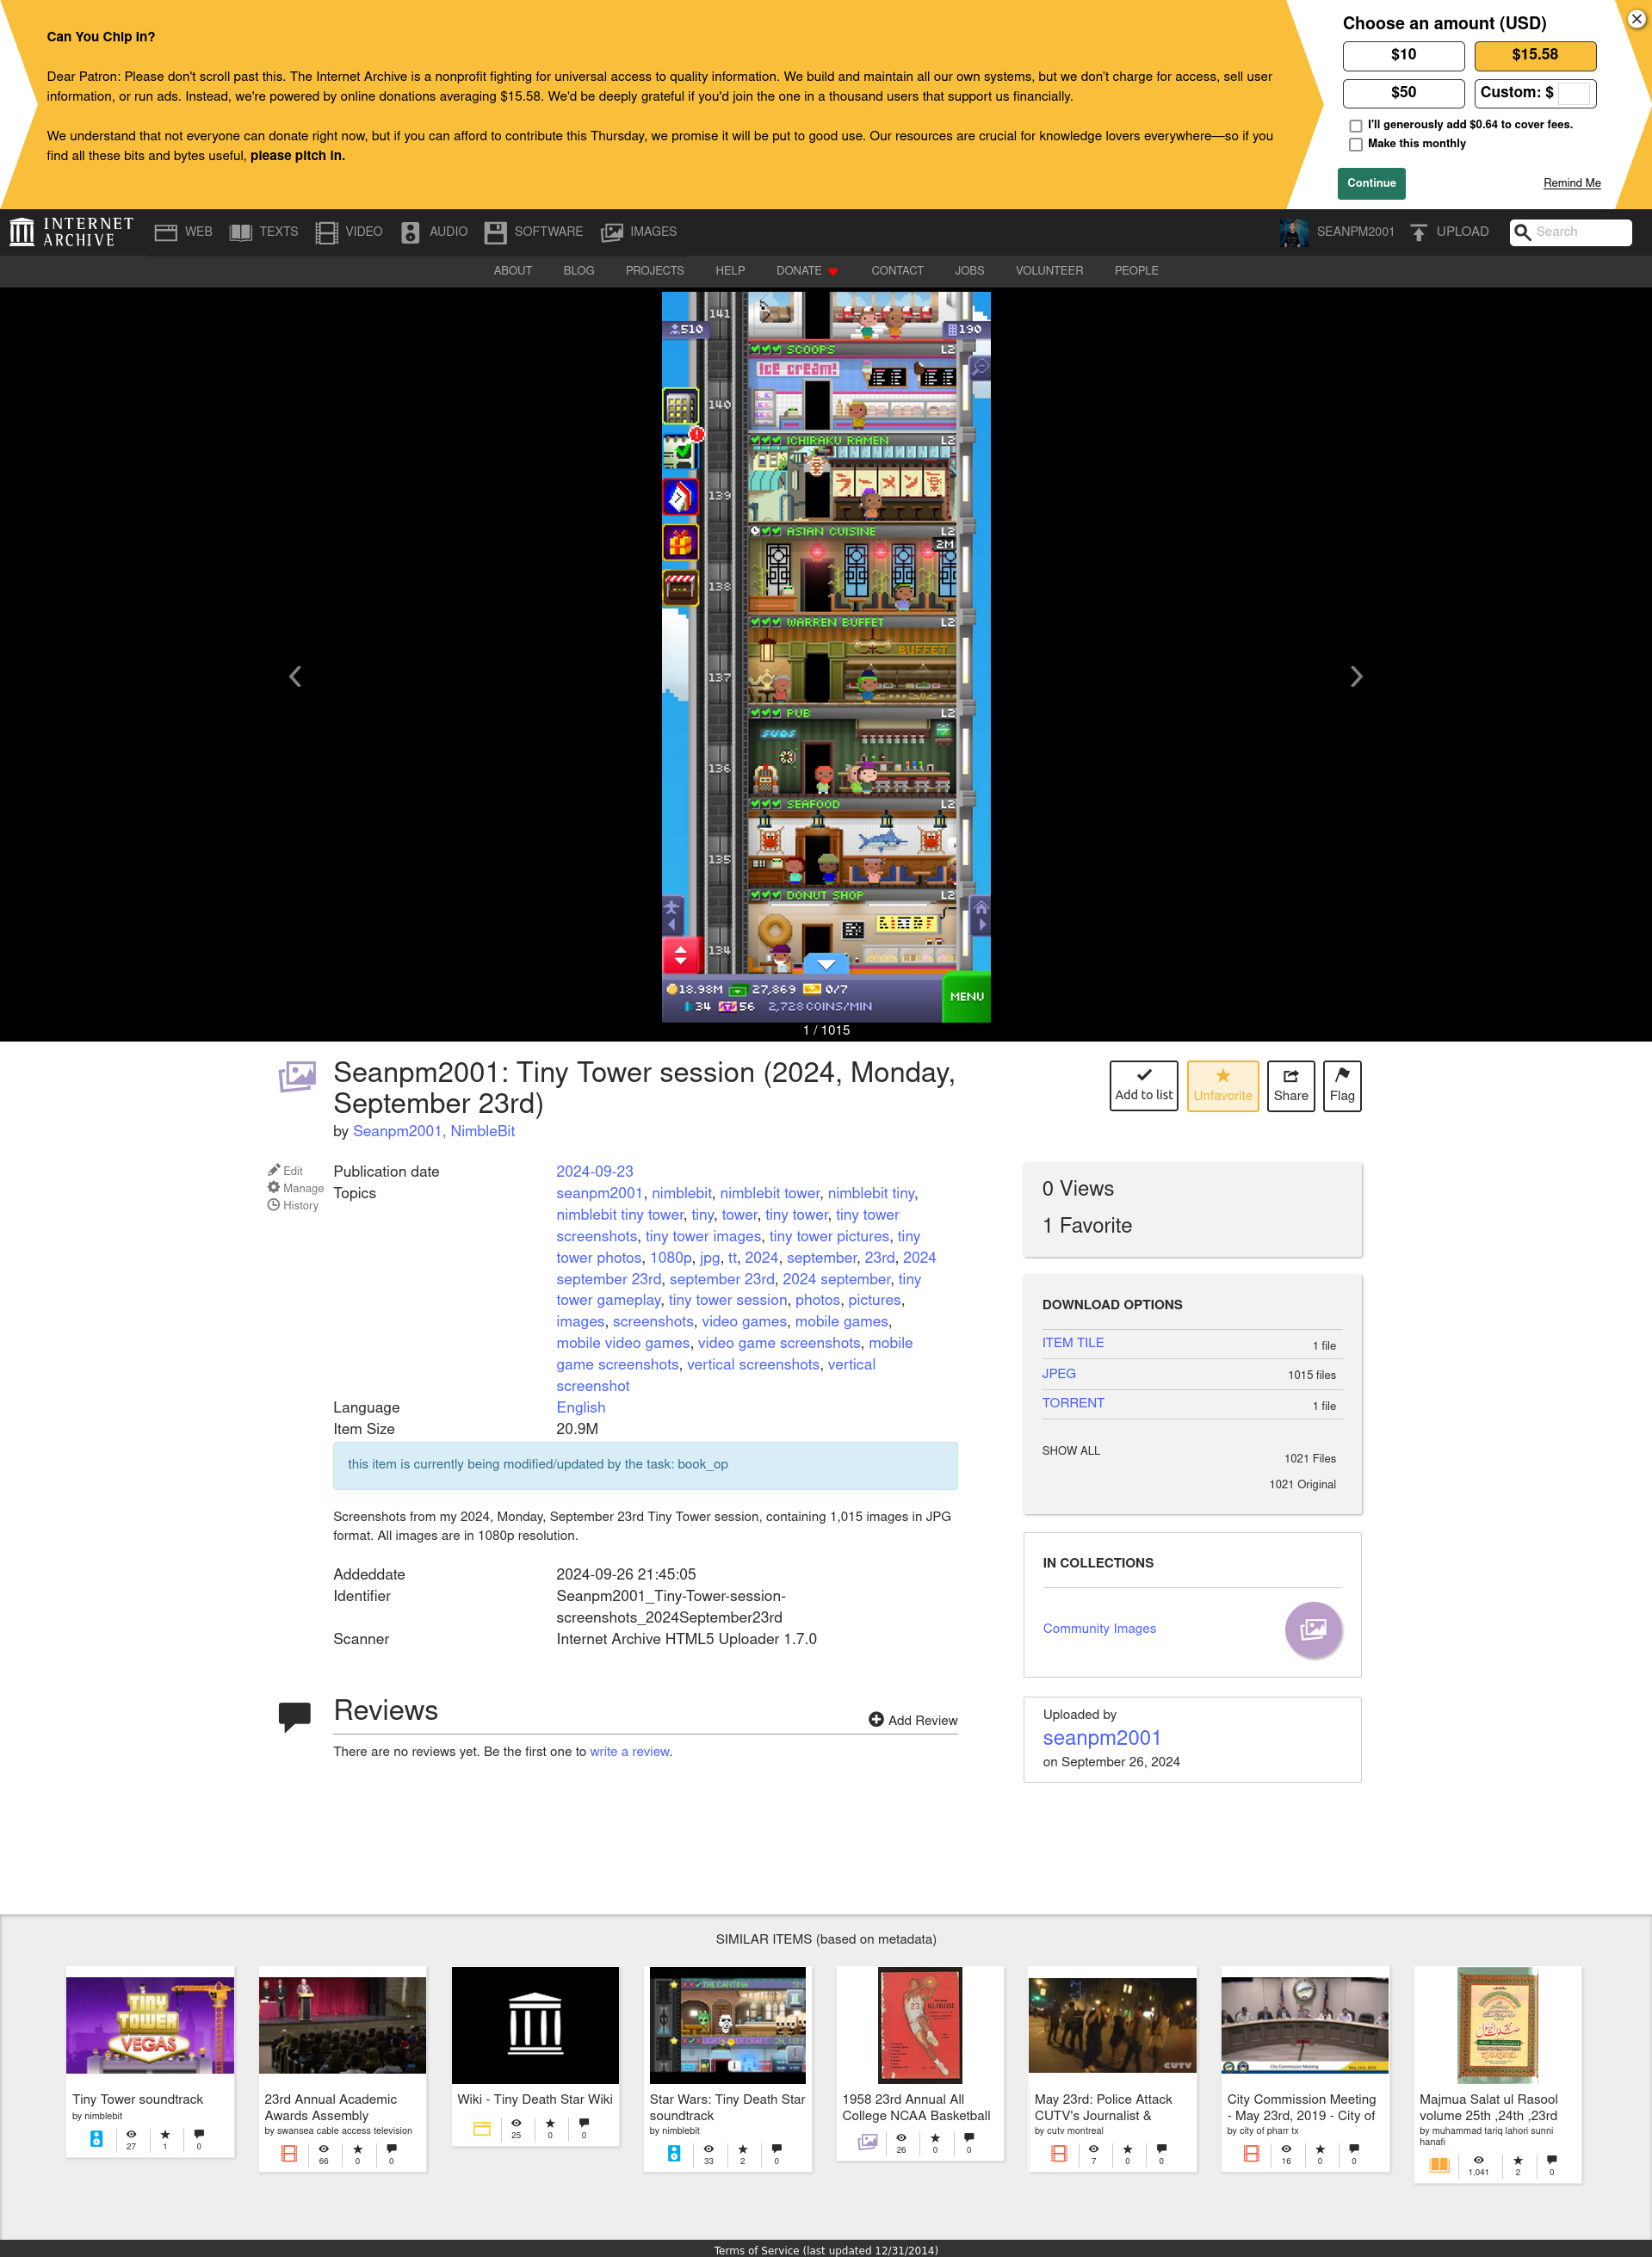 Can You Chip In?
Dear Patron: Please don't scroll past this. The Internet Archive is a nonprofit fighting for universal access to quality information. We build and maintain all our own systems, but we don't charge for access, sell user
information, or run ads. Instead, we're powered by online donations averaging $15.58. We'd be deeply grateful if you'd join the one in a thousand users that support us financially.
We understand that not everyone can donate right now, but if you can afford to contribute this Thursday, we promise it will be put to good use. Our resources are crucial for knowledge lovers everywhere—so if you
find all these bits and bytes useful, please pitch in.
Choose an amount (USD)
$10
$15.58
$50
Custom: $
I'll generously add $0.64 to cover fees.
Make this monthly
Continue
Remind Me
INTERNET
ARCHIVE
WEB TEXTS VIDEO AUDIO SOFTWARE IMAGES
SEANPM2001 UPLOAD Search
ABOUT BLOG PROJECTS HELP DONATE CONTACT JOBS VOLUNTEER PEOPLE
141
510
190
SCOOPS L2
Ice cream!
140
ICHIRAKU RAMEN L2
ラーメン
139
ASIAN CUISINE L2
2M
138
WARREN BUFFET L2
BUFFET
137
PUB L2
SUDS
136
SEAFOOD L2
135
DONUT SHOP L2
134
18.98M 27,869 0/7
34 56 2,728 COINS/MIN
MENU
1 / 1015
Seanpm2001: Tiny Tower session (2024, Monday,
September 23rd)
by Seanpm2001, NimbleBit
Add to list
Unfavorite
Share
Flag
Edit
Manage
History
Publication date 2024-09-23
Topics seanpm2001, nimblebit, nimblebit tower, nimblebit tiny,
nimblebit tiny tower, tiny, tower, tiny tower, tiny tower
screenshots, tiny tower images, tiny tower pictures, tiny
tower photos, 1080p, jpg, tt, 2024, september, 23rd, 2024
september 23rd, september 23rd, 2024 september, tiny
tower gameplay, tiny tower session, photos, pictures,
images, screenshots, video games, mobile games,
mobile video games, video game screenshots, mobile
game screenshots, vertical screenshots, vertical
screenshot
Language English
Item Size 20.9M
this item is currently being modified/updated by the task: book_op
Screenshots from my 2024, Monday, September 23rd Tiny Tower session, containing 1,015 images in JPG
format. All images are in 1080p resolution.
Addeddate 2024-09-26 21:45:05
Identifier Seanpm2001_Tiny-Tower-session-
screenshots_2024September23rd
Scanner Internet Archive HTML5 Uploader 1.7.0
Reviews
Add Review
There are no reviews yet. Be the first one to write a review.
0 Views
1 Favorite
DOWNLOAD OPTIONS
ITEM TILE 1 file
JPEG 1015 files
TORRENT 1 file
SHOW ALL 1021 Files
1021 Original
IN COLLECTIONS
Community Images
Uploaded by
seanpm2001
on September 26, 2024
SIMILAR ITEMS (based on metadata)
TINY
TOWER
VEGAS
Tiny Tower soundtrack
by nimblebit
27 1 0
23rd Annual Academic
Awards Assembly
by swansea cable access television
66 0 0
Wiki - Tiny Death Star Wiki
25 0 0
THE CANTINA
Star Wars: Tiny Death Star
soundtrack
by nimblebit
33 2 0
23
1958 23rd Annual All
College NCAA Basketball
26 0 0
CUTV
May 23rd: Police Attack
CUTV's Journalist &
by cutv montreal
7 0 0
City Commission Meeting
May 23rd, 2019
City Commission Meeting
- May 23rd, 2019 - City of
by city of pharr tx
16 0 0
Majmua Salat ul Rasool
volume 25th ,24th ,23rd
by muhammad tariq lahori sunni
hanafi
1,041 2 0
Terms of Service (last updated 12/31/2014)